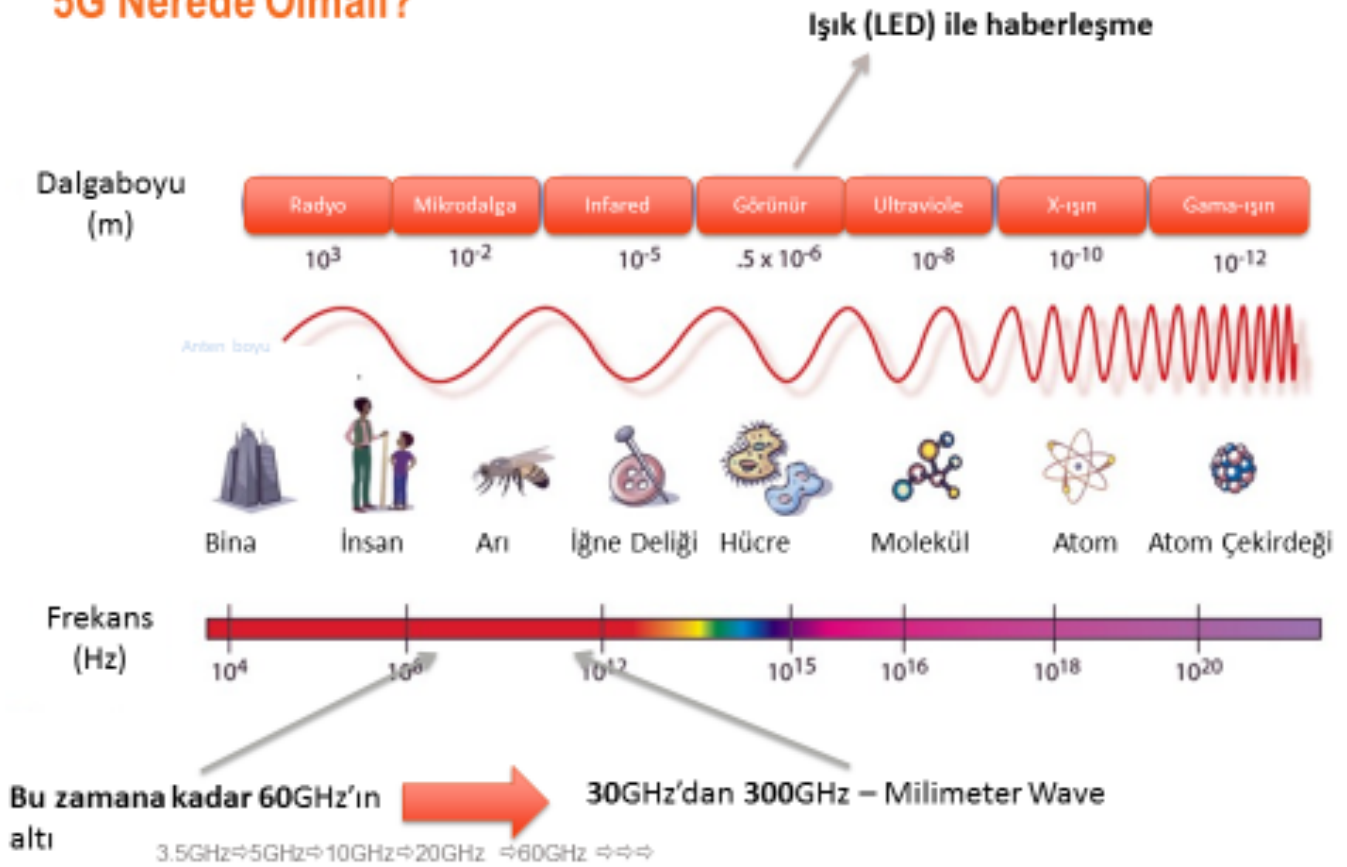 5G Nerede Olmalı?
Işık (LED) ile haberleşme
Dalgaboyu
(m)
Radyo Mikrodalga Infared Görünür Ultraviole X-ışın Gama-ışın
10³ 10⁻² 10⁻⁵ .5 x 10⁻⁶ 10⁻⁸ 10⁻¹⁰ 10⁻¹²
Anten boyu
Bina İnsan Arı İğne Deliği Hücre Molekül Atom Atom Çekirdeği
Frekans
(Hz)
10⁴ 10⁸ 10¹² 10¹⁵ 10¹⁶ 10¹⁸ 10²⁰
Bu zamana kadar 60GHz'ın
altı
30GHz'dan 300GHz – Milimeter Wave
3.5GHz⇨5GHz⇨10GHz⇨20GHz ⇨60GHz ⇨⇨⇨